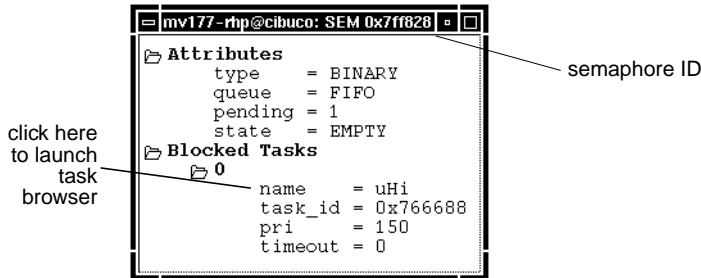 mv177-rhp@cibuco: SEM 0x7ff828
Attributes
type = BINARY
queue = FIFO
pending = 1
state = EMPTY
Blocked Tasks
0
name = uHi
task_id = 0x766688
pri = 150
timeout = 0
semaphore ID
click here
to launch
task
browser